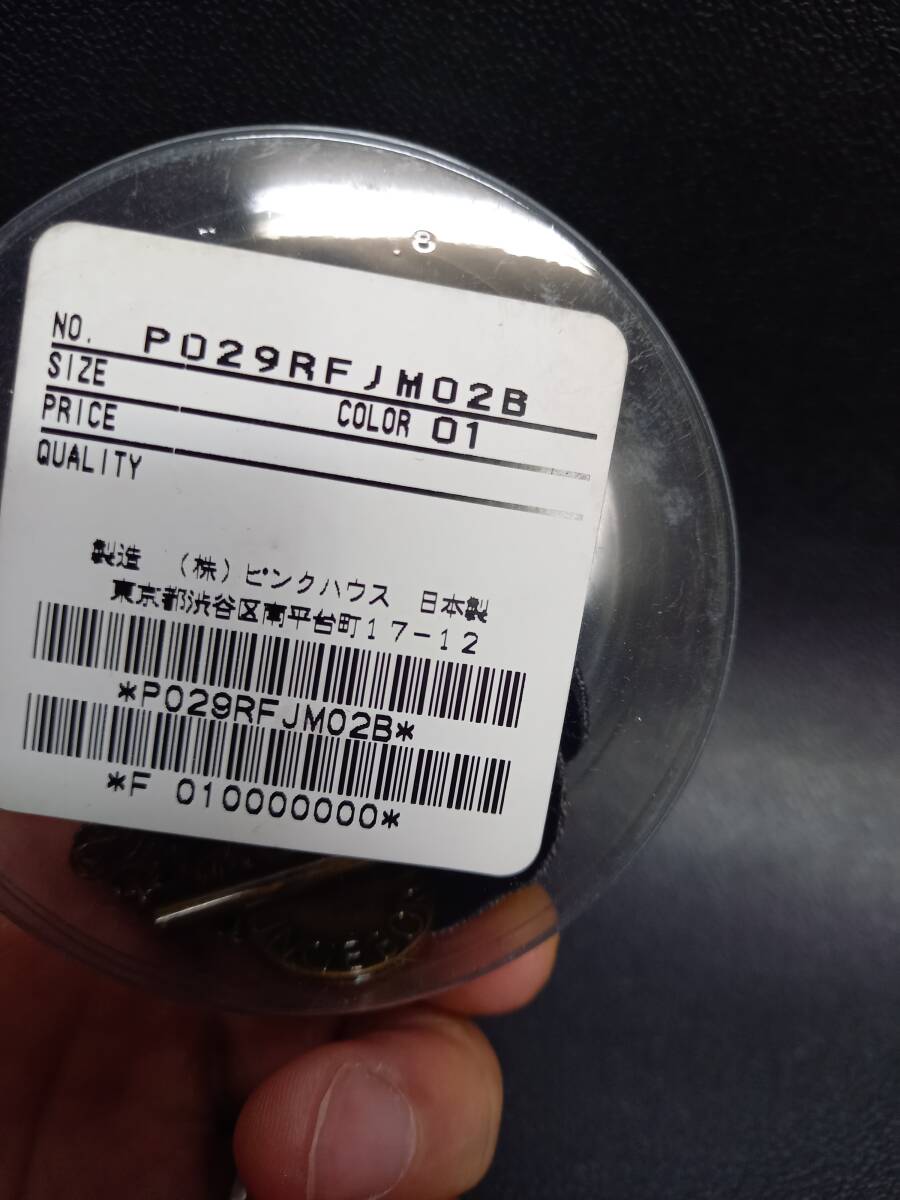 8
NO. P029RFJM02B
SIZE
PRICE COLOR 01
QUALITY
製造 (株)ピンクハウス 日本製
東京都渋谷区南平台町17-12
*P029RFJM02B*
*F 010000000*